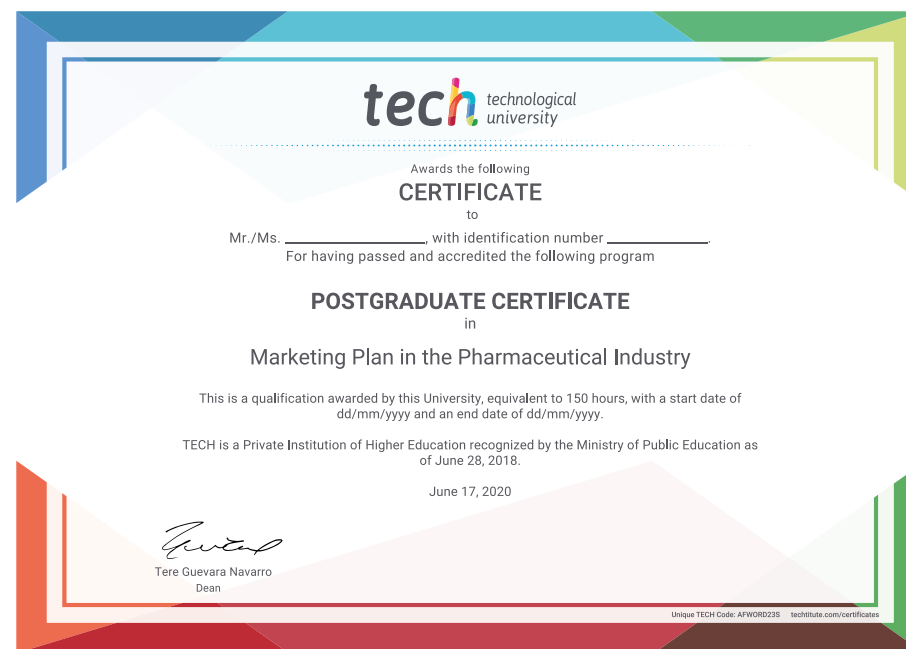 tech technological
university
Awards the following
CERTIFICATE
to
Mr./Ms. ____________________, with identification number ______________.
For having passed and accredited the following program
POSTGRADUATE CERTIFICATE
in
Marketing Plan in the Pharmaceutical Industry
This is a qualification awarded by this University, equivalent to 150 hours, with a start date of
dd/mm/yyyy and an end date of dd/mm/yyyy.
TECH is a Private Institution of Higher Education recognized by the Ministry of Public Education as
of June 28, 2018.
June 17, 2020
Tere Guevara Navarro
Dean
Unique TECH Code: AFWORD23S techtitute.com/certificates